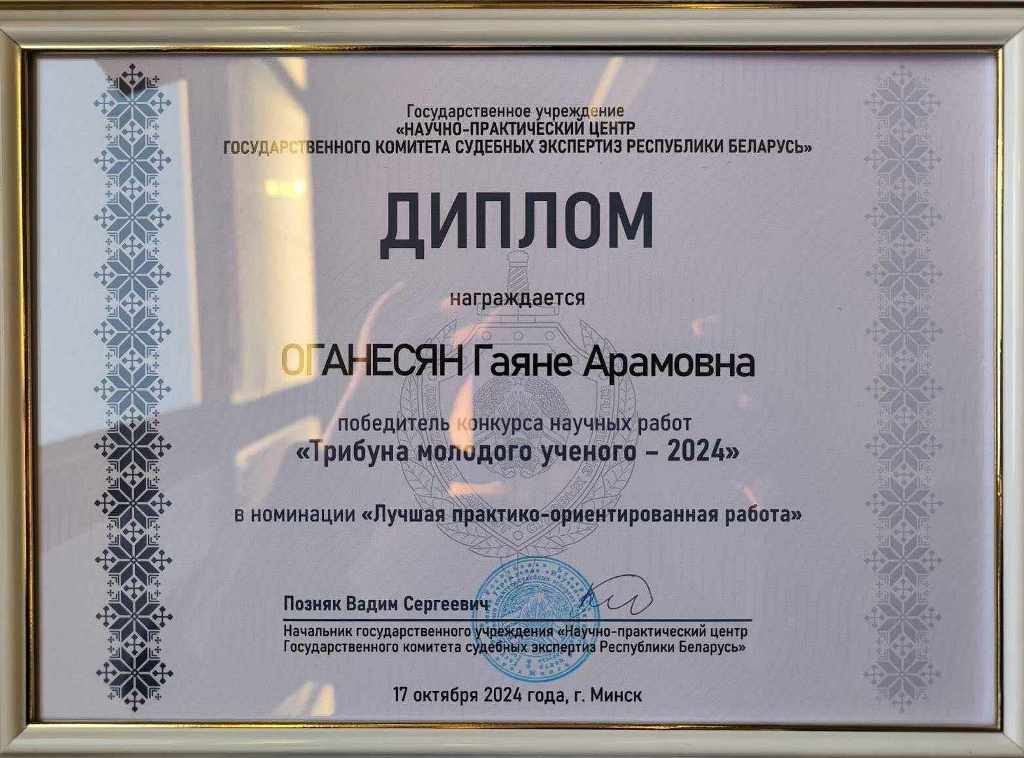 Государственное учреждение
«НАУЧНО-ПРАКТИЧЕСКИЙ ЦЕНТР
ГОСУДАРСТВЕННОГО КОМИТЕТА СУДЕБНЫХ ЭКСПЕРТИЗ РЕСПУБЛИКИ БЕЛАРУСЬ»
ДИПЛОМ
награждается
ОГАНЕСЯН Гаяне Арамовна
победитель конкурса научных работ
«Трибуна молодого ученого – 2024»
в номинации «Лучшая практико-ориентированная работа»
Позняк Вадим Сергеевич
Начальник государственного учреждения «Научно-практический центр
Государственного комитета судебных экспертиз Республики Беларусь»
17 октября 2024 года, г. Минск